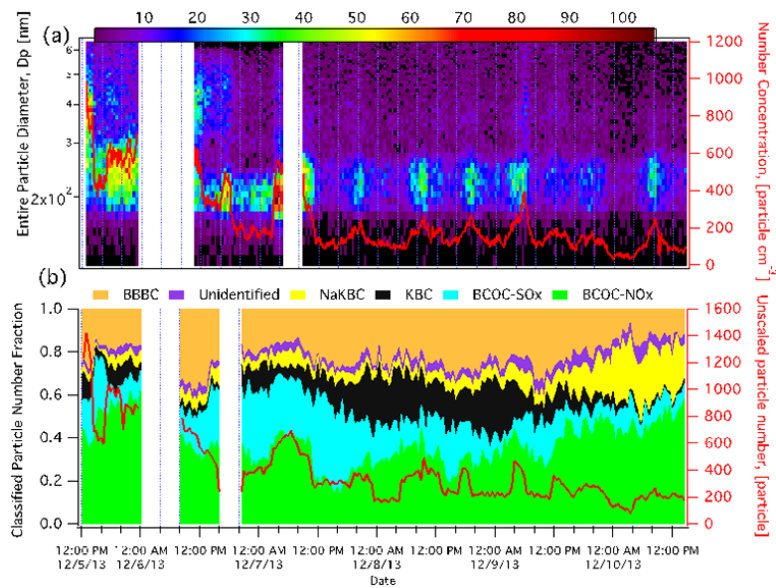 10 20 30 40 50 60 70 80 90 100
(a)
Entire Particle Diameter, Dp [nm]
6
5
4
3
2x10²
1200
1000
800
600
400
200
0
Number Concentration, [particle cm⁻³]
(b)
BBBC Unidentified NaKBC KBC BCOC-SOx BCOC-NOx
Classified Particle Number Fraction
1.0
0.8
0.6
0.4
0.2
0.0
1600
1400
1200
1000
800
600
400
200
0
Unscaled particle number, [particle]
12:00 PM 12:00 AM 12:00 PM 12:00 AM 12:00 PM 12:00 AM 12:00 PM 12:00 AM 12:00 PM 12:00 AM 12:00 PM
12/5/13 12/6/13 12/7/13 12/8/13 12/9/13 12/10/13
Date